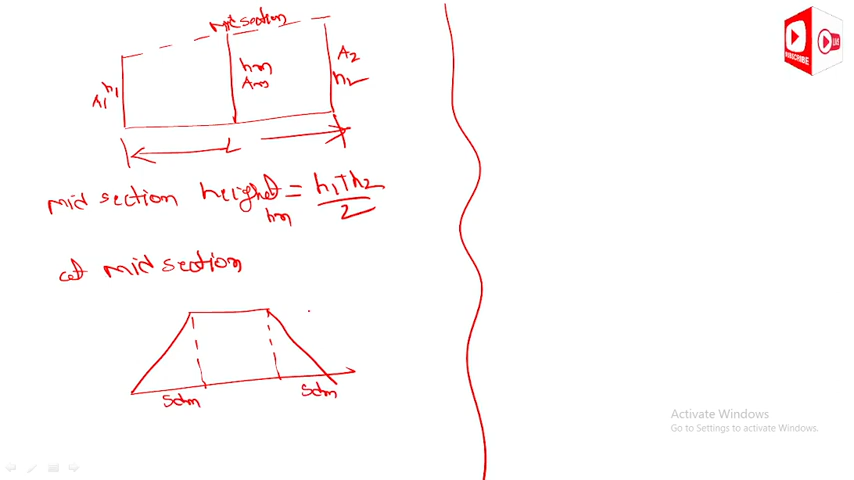 mid section
h1
A1
hm
Am
A2
h2
L
mid section height hm = h1+h2/2
at mid section
Sdm
Sdm
SUBSCRIBE
LIVE
Activate Windows
Go to Settings to activate Windows.